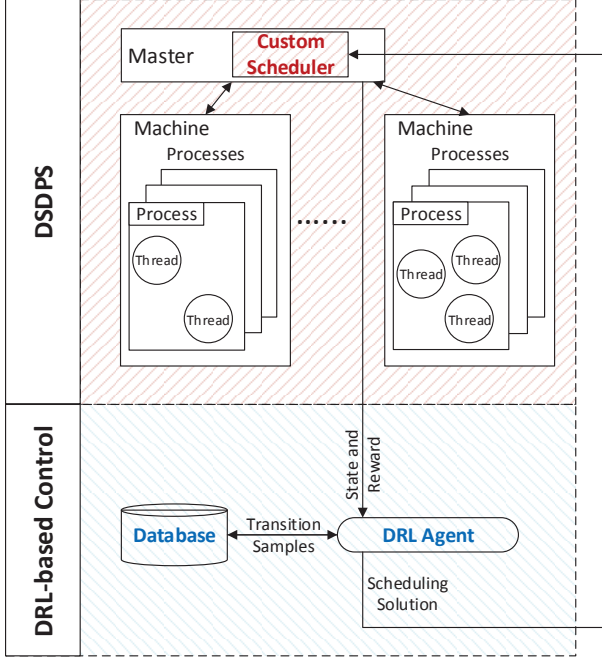 DSDPS
Master
Custom
Scheduler
Machine
Processes
Process
Thread
Thread
......
Machine
Processes
Process
Thread
Thread
Thread
DRL-based Control
State and
Reward
Database
Transition
Samples
DRL Agent
Scheduling
Solution